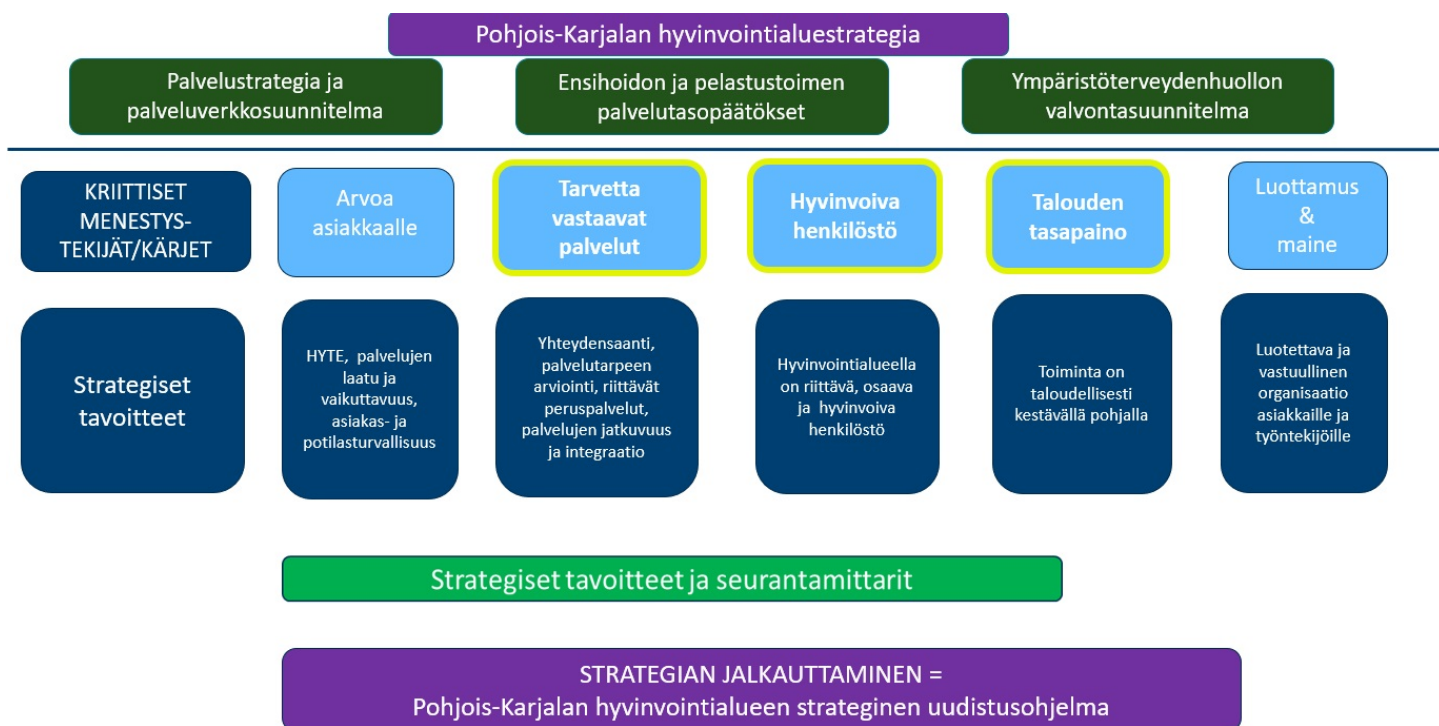 Pohjois-Karjalan hyvinvointialuestrategia
Palvelustrategia ja
palveluverkkosuunnitelma
Ensihoidon ja pelastustoimen
palvelutasopäätökset
Ympäristöterveydenhuollon
valvontasuunnitelma
KRIITTISET
MENESTYS-
TEKIJÄT/KÄRJET
Arvoa
asiakkaalle
Tarvetta
vastaavat
palvelut
Hyvinvoiva
henkilöstö
Talouden
tasapaino
Luottamus
&
maine
Strategiset
tavoitteet
HYTE, palvelujen
laatu ja
vaikuttavuus,
asiakas- ja
potilasturvallisuus
Yhteydensaanti,
palvelutarpeen
arviointi, riittävät
peruspalvelut,
palvelujen jatkuvuus
ja integraatio
Hyvinvointialueella
on riittävä, osaava
ja hyvinvoiva
henkilöstö
Toiminta on
taloudellisesti
kestävällä pohjalla
Luotettava ja
vastuullinen
organisaatio
asiakkaille ja
työntekijöille
Strategiset tavoitteet ja seurantamittarit
STRATEGIAN JALKAUTTAMINEN =
Pohjois-Karjalan hyvinvointialueen strateginen uudistusohjelma